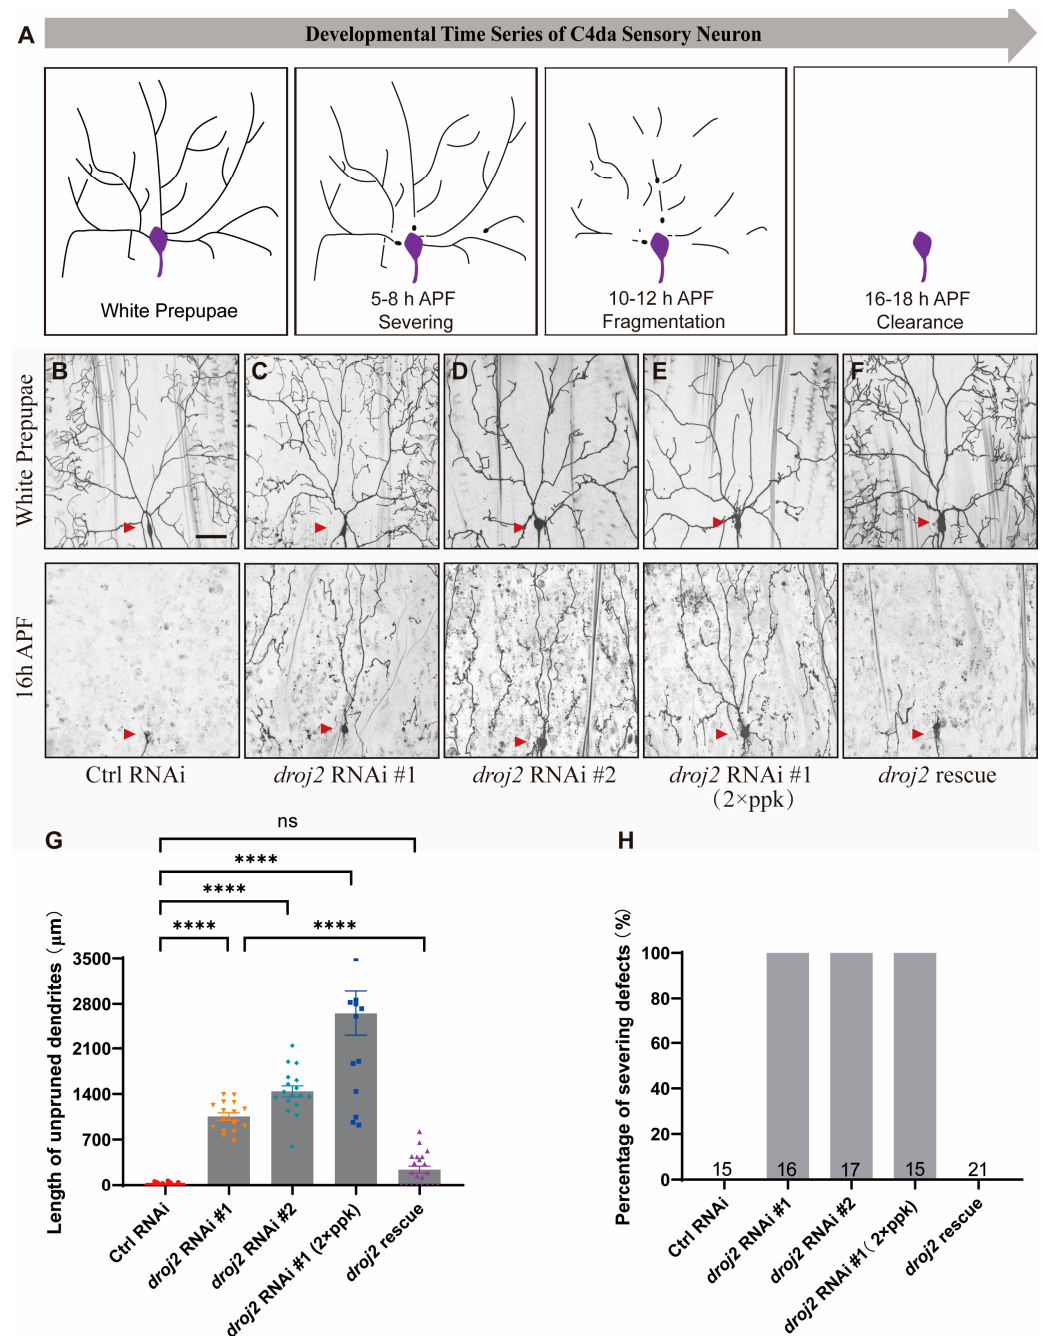 A
Developmental Time Series of C4da Sensory Neuron
White Prepupae
5-8 h APF
Severing
10-12 h APF
Fragmentation
16-18 h APF
Clearance
White Prepupae
B
C
D
E
F
16h APF
Ctrl RNAi
droj2 RNAi #1
droj2 RNAi #2
droj2 RNAi #1
(2×ppk)
droj2 rescue
G
ns
****
****
****
****
Length of unpruned dendrites (μm)
3500
2800
2100
1400
700
0
Ctrl RNAi
droj2 RNAi #1
droj2 RNAi #2
droj2 RNAi #1 (2×ppk)
droj2 rescue
H
Percentage of severing defects (%)
100
80
60
40
20
0
15
16
17
15
21
Ctrl RNAi
droj2 RNAi #1
droj2 RNAi #2
droj2 RNAi #1 (2×ppk)
droj2 rescue